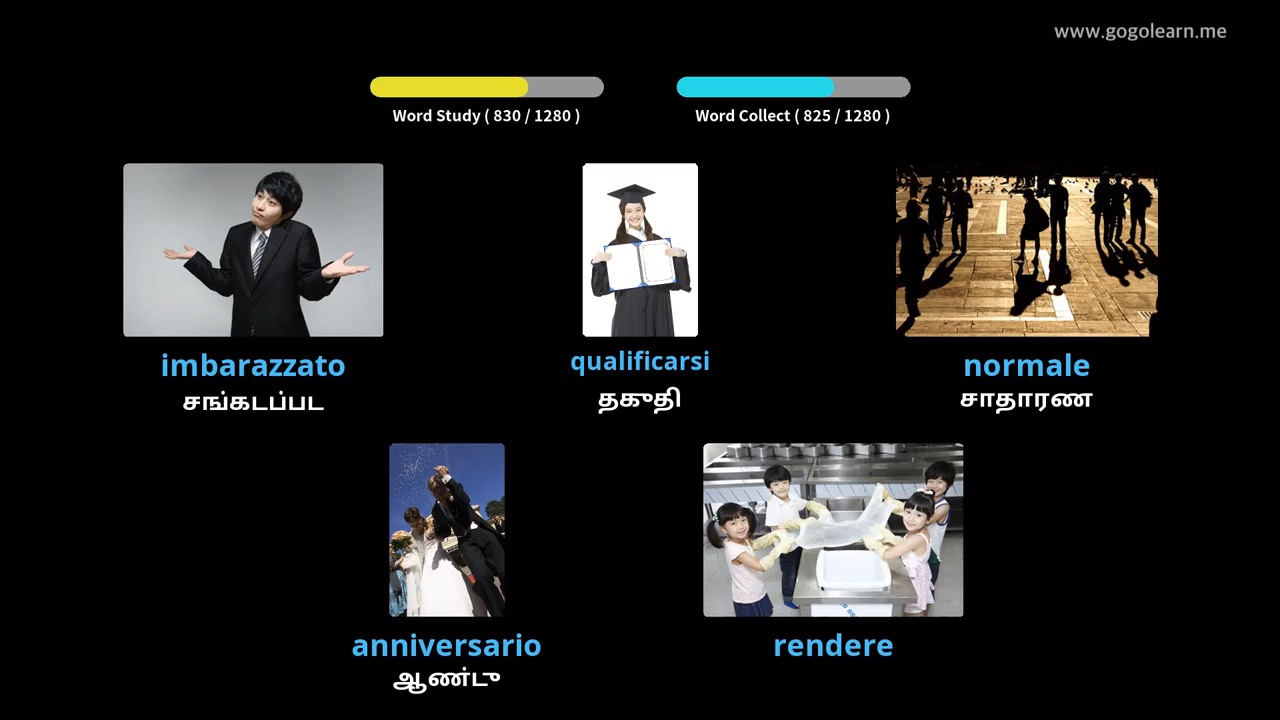 www.gogolearn.me
Word Study ( 830 / 1280 )
Word Collect ( 825 / 1280 )
imbarazzato
சங்கடப்பட
qualificarsi
தகுதி
normale
சாதாரண
anniversario
ஆண்டு
rendere